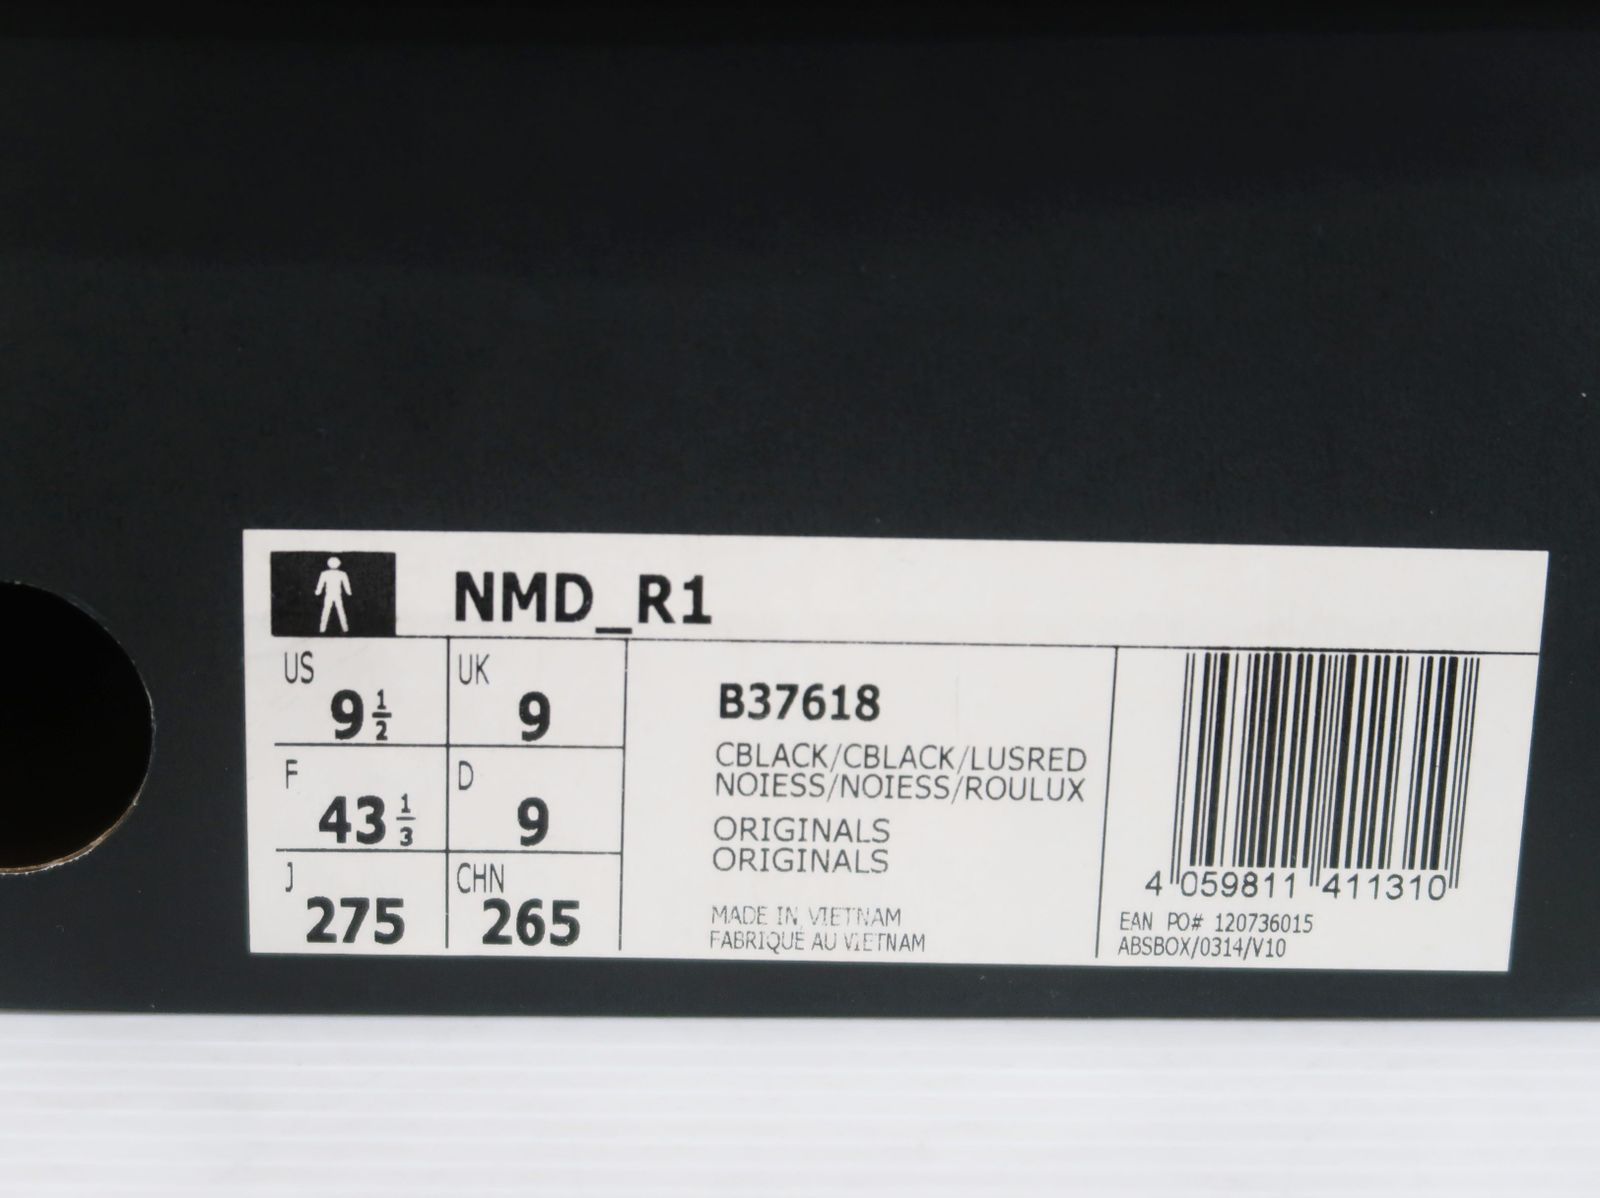 NMD_R1
US 9 1/2 UK 9
F 43 1/3 D 9
J 275 CHN 265
B37618
CBLACK/CBLACK/LUSRED
NOIESS/NOIESS/ROULUX
ORIGINALS
ORIGINALS
MADE IN VIETNAM
FABRIQUÉ AU VIETNAM
4 059811 411310
EAN PO# 120736015
ABSBOX/0314/V10